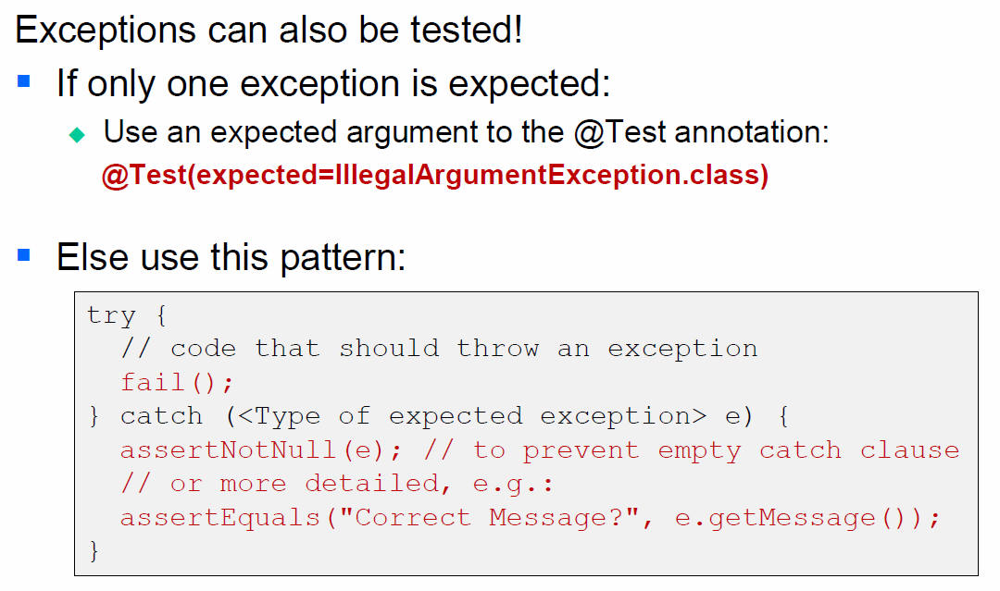 Exceptions can also be tested!
If only one exception is expected:
Use an expected argument to the @Test annotation:
@Test(expected=IllegalArgumentException.class)
Else use this pattern:
try {
// code that should throw an exception
fail();
} catch (<Type of expected exception> e) {
assertNotNull(e); // to prevent empty catch clause
// or more detailed, e.g.:
assertEquals("Correct Message?", e.getMessage());
}